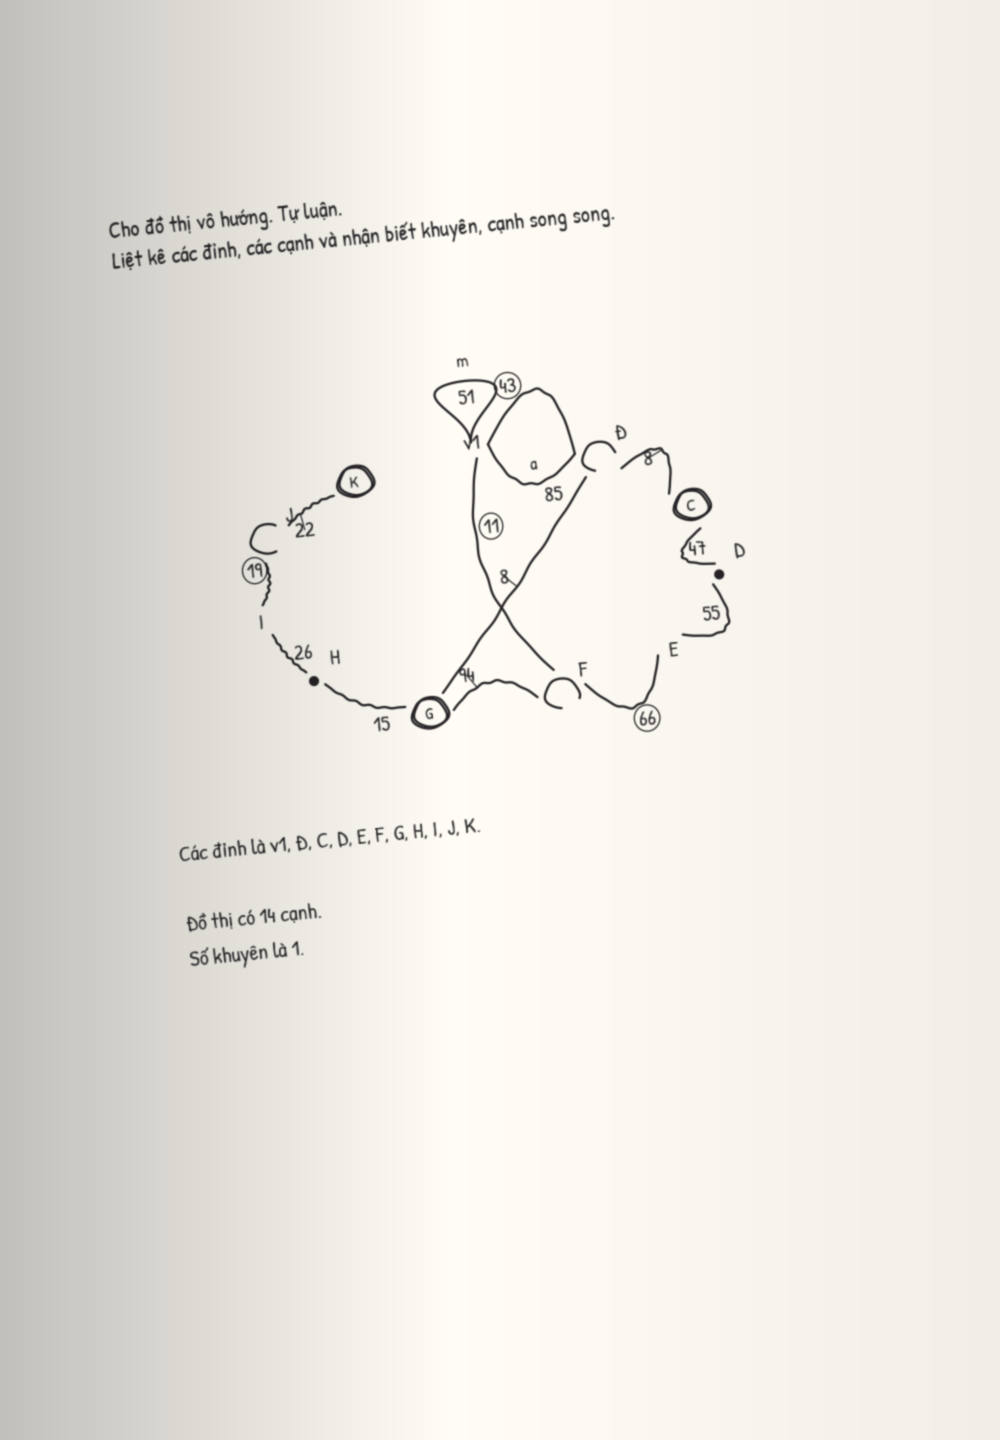 Cho đồ thị vô hướng. Tự luận.
Liệt kê các đỉnh, các cạnh và nhận biết khuyên, cạnh song song.
m
51
43
v1
a
85
Đ
8
C
47
D
55
E
66
F
94
G
8
11
15
H
26
I
19
J
22
K
Các đỉnh là v1, Đ, C, D, E, F, G, H, I, J, K.
Đồ thị có 14 cạnh.
Số khuyên là 1.